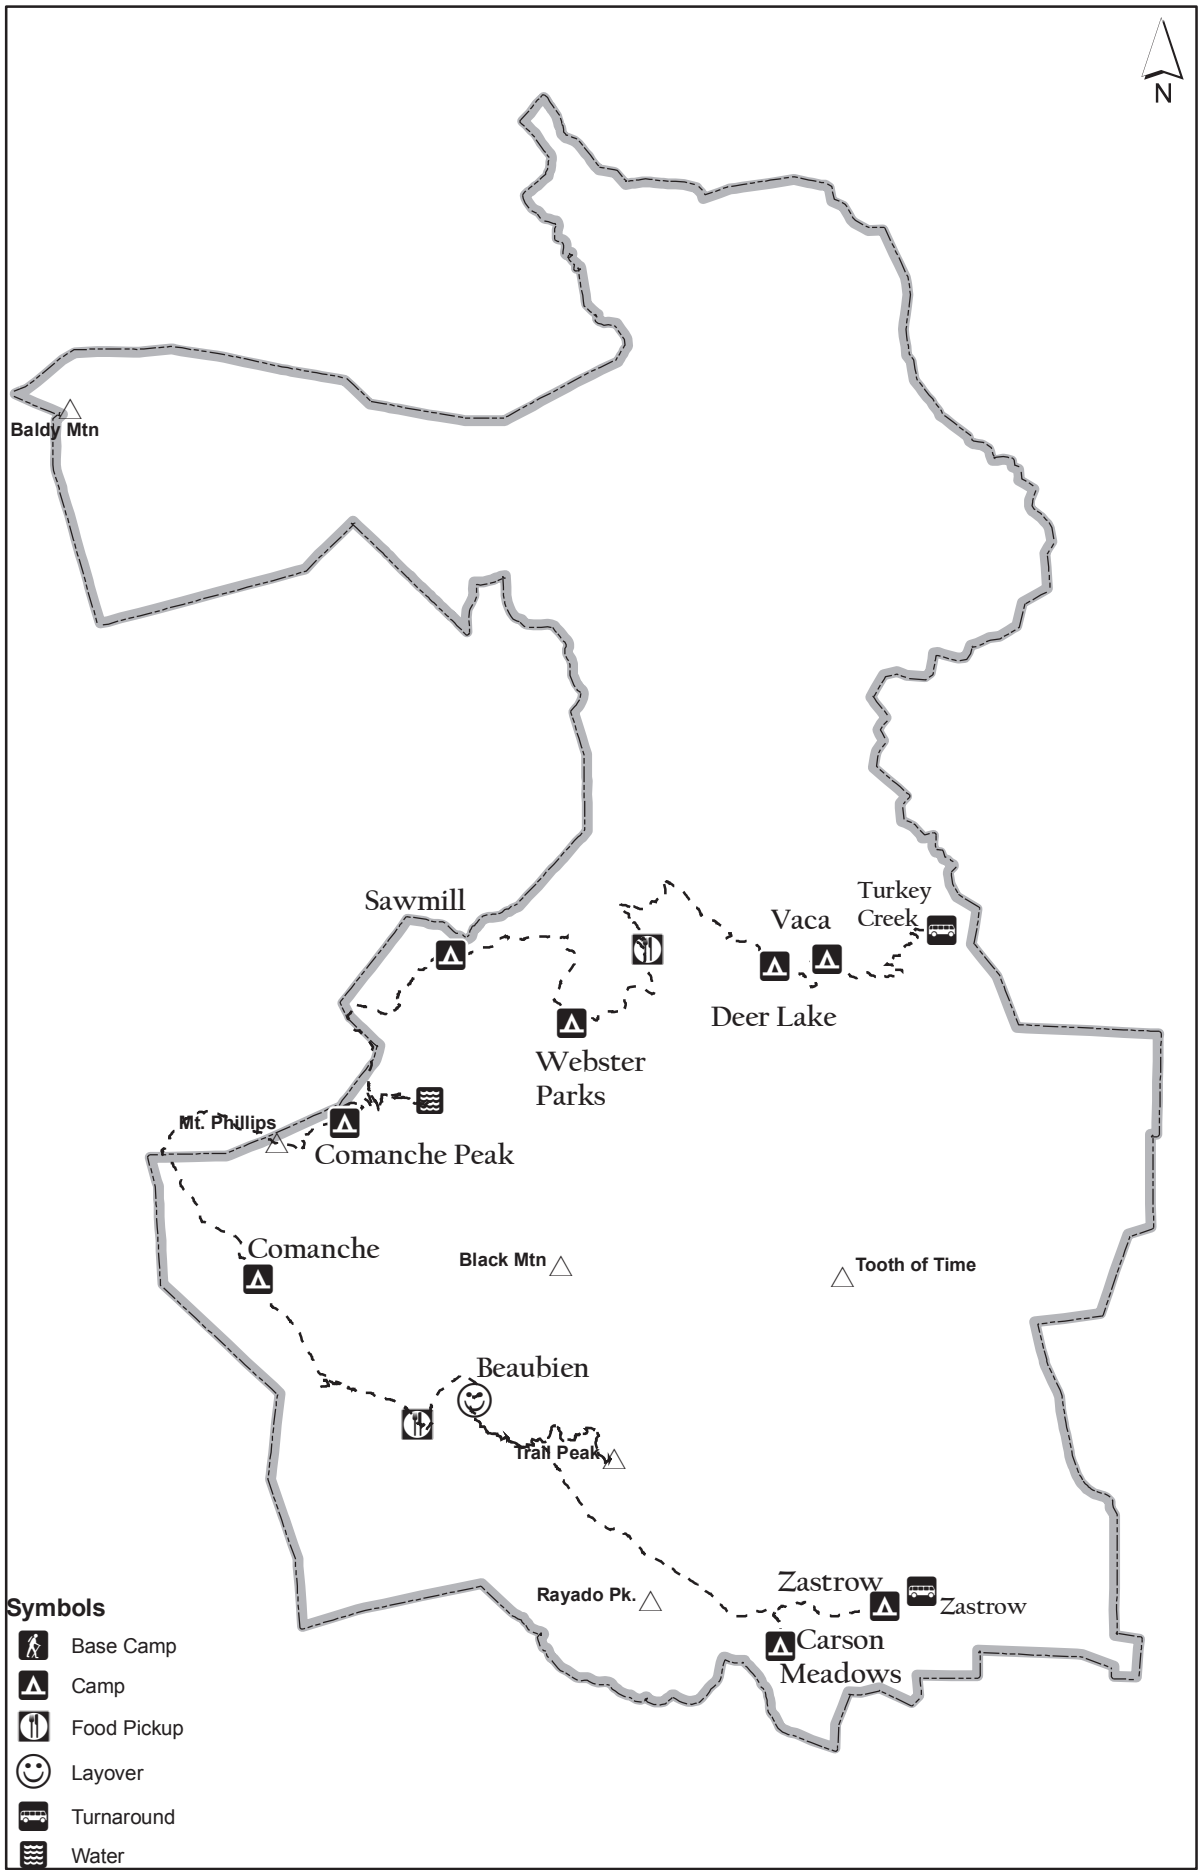 N
Baldy Mtn
Sawmill
Vaca
Turkey
Creek
Deer Lake
Webster
Parks
Mt. Phillips
Comanche Peak
Comanche
Black Mtn
Tooth of Time
Beaubien
Trail Peak
Rayado Pk.
Zastrow
Zastrow
Carson
Meadows
Symbols
Base Camp
Camp
Food Pickup
Layover
Turnaround
Water